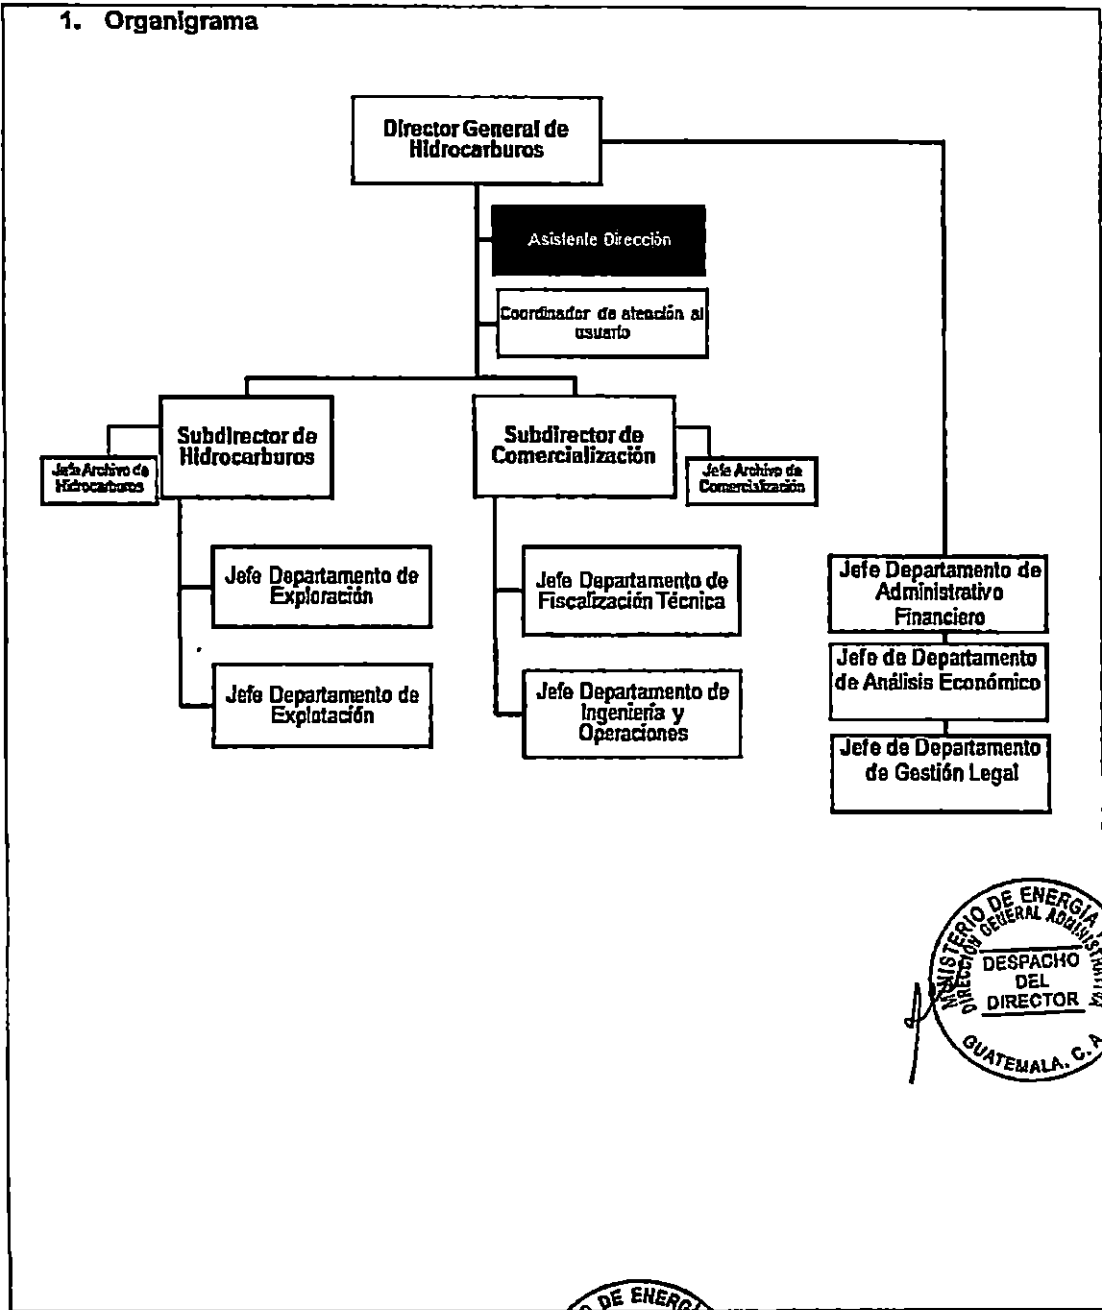 1. Organigrama
Director General de
Hidrocarburos
Asistente Dirección
Coordinador de atención al
usuario
Subdirector de
Hidrocarburos
Subdirector de
Comercialización
Jefe Archivo de
Hidrocarburos
Jefe Archivo de
Comercialización
Jefe Departamento de
Exploración
Jefe Departamento de
Fiscalización Técnica
Jefe Departamento de
Administrativo
Financiero
Jefe de Departamento
de Análisis Económico
Jefe Departamento de
Explotación
Jefe Departamento de
Ingeniería y
Operaciones
Jefe de Departamento
de Gestión Legal
MINISTERIO DE ENERGÍA Y
DIRECCIÓN GENERAL ADMINISTRATIVA
DESPACHO
DEL
DIRECTOR
GUATEMALA, C. A.
DE ENERG